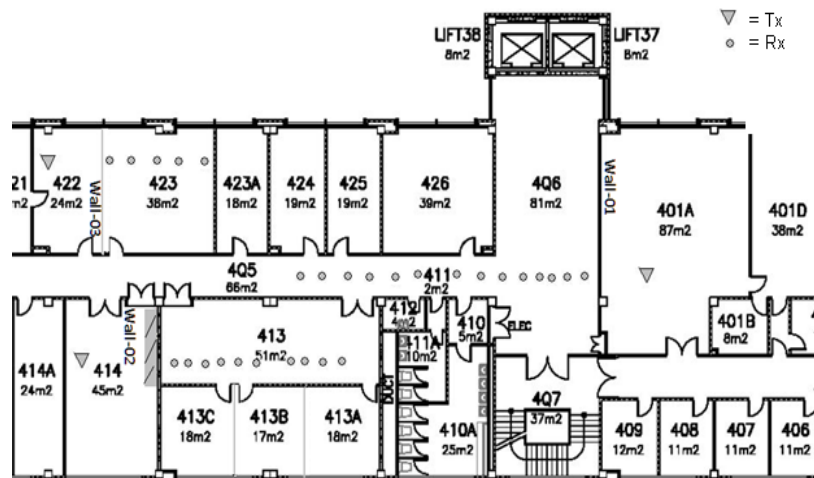 LIFT38
8m2
LIFT37
8m2
= Tx
= Rx
21
m2
422
24m2
Wall-03
423
38m2
423A
18m2
424
19m2
425
19m2
426
39m2
4Q6
81m2
Wall-01
401A
87m2
401D
38m2
4Q5
66m2
411
2m2
412
4m2
410
5m2
ELEC
401B
8m2
Wall-02
413
51m2
411A
10m2
414A
24m2
414
45m2
DUCT
4Q7
37m2
413C
18m2
413B
17m2
413A
18m2
410A
25m2
409
12m2
408
11m2
407
11m2
406
11m2